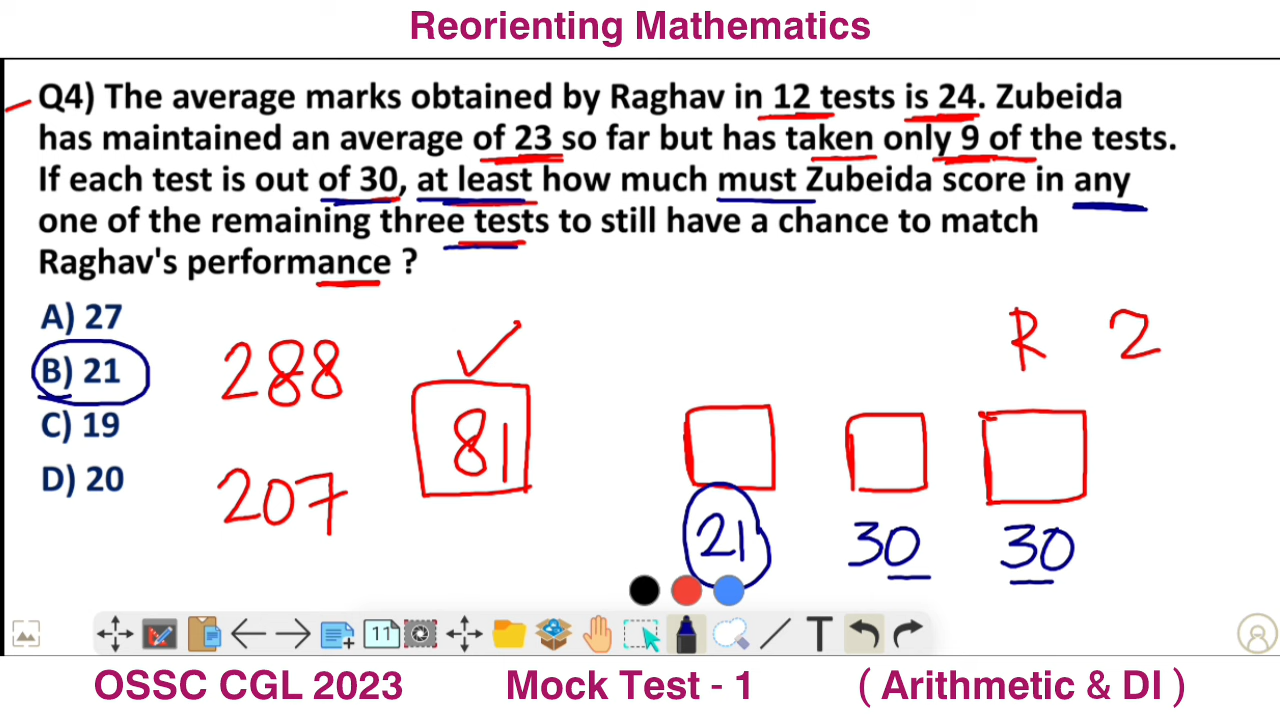 Reorienting Mathematics
Q4) The average marks obtained by Raghav in 12 tests is 24. Zubeida
has maintained an average of 23 so far but has taken only 9 of the tests.
If each test is out of 30, at least how much must Zubeida score in any
one of the remaining three tests to still have a chance to match
Raghav's performance ?
A) 27
B) 21
C) 19
D) 20
288
207
81
R 2
21 30 30
11
T
OSSC CGL 2023 Mock Test - 1 ( Arithmetic & DI )